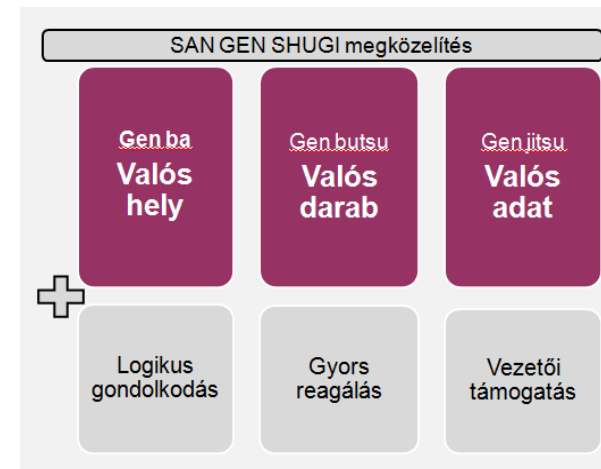 SAN GEN SHUGI megközelítés
Gen ba
Valós
hely
Gen butsu
Valós
darab
Gen jitsu
Valós
adat
Logikus
gondolkodás
Gyors
reagálás
Vezetői
támogatás